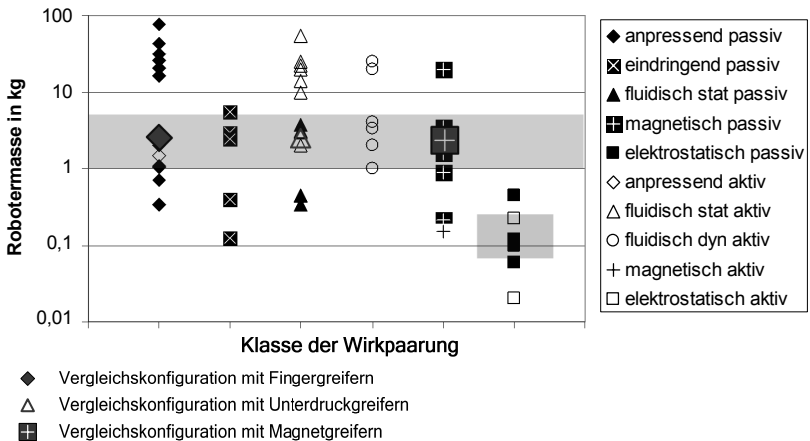 100
10
1
0,1
0,01
Robotermasse in kg
Klasse der Wirkpaarung
anpressend passiv
eindringend passiv
fluidisch stat passiv
magnetisch passiv
elektrostatisch passiv
anpressend aktiv
fluidisch stat aktiv
fluidisch dyn aktiv
magnetisch aktiv
elektrostatisch aktiv
Vergleichskonfiguration mit Fingergreifern
Vergleichskonfiguration mit Unterdruckgreifern
Vergleichskonfiguration mit Magnetgreifern